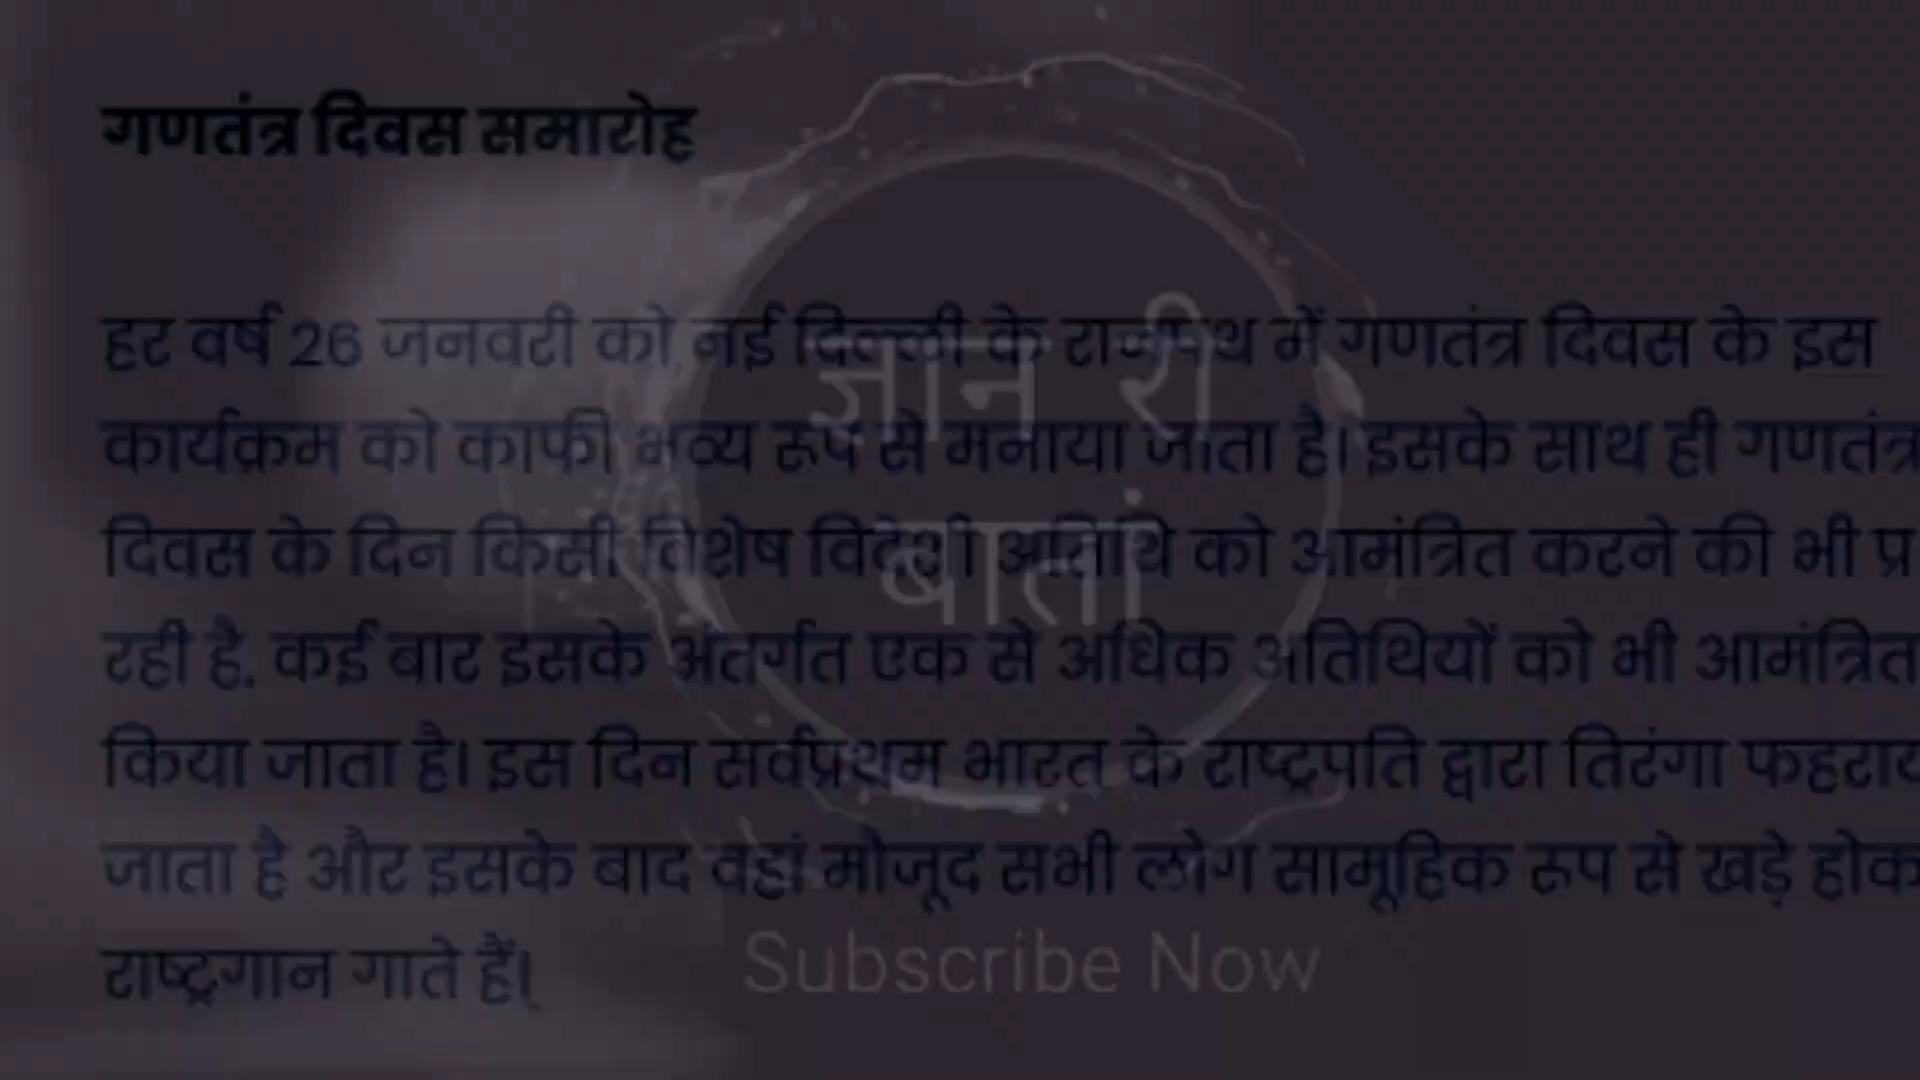 गणतंत्र दिवस समारोह
हर वर्ष 26 जनवरी को नई दिल्ली के राजपथ में गणतंत्र दिवस के इस
कार्यक्रम को काफी भव्य रूप से मनाया जाता है। इसके साथ ही गणतंत्र
दिवस के दिन किसी विशेष विदेशी अतिथि को आमंत्रित करने की भी प्र
रही है. कई बार इसके अंतर्गत एक से अधिक अतिथियों को भी आमंत्रित
किया जाता है। इस दिन सर्वप्रथम भारत के राष्ट्रपति द्वारा तिरंगा फहराय
जाता है और इसके बाद वहां मौजूद सभी लोग सामूहिक रूप से खड़े होक
राष्ट्रगान गाते हैं।
ज्ञान री
बातां
Subscribe Now